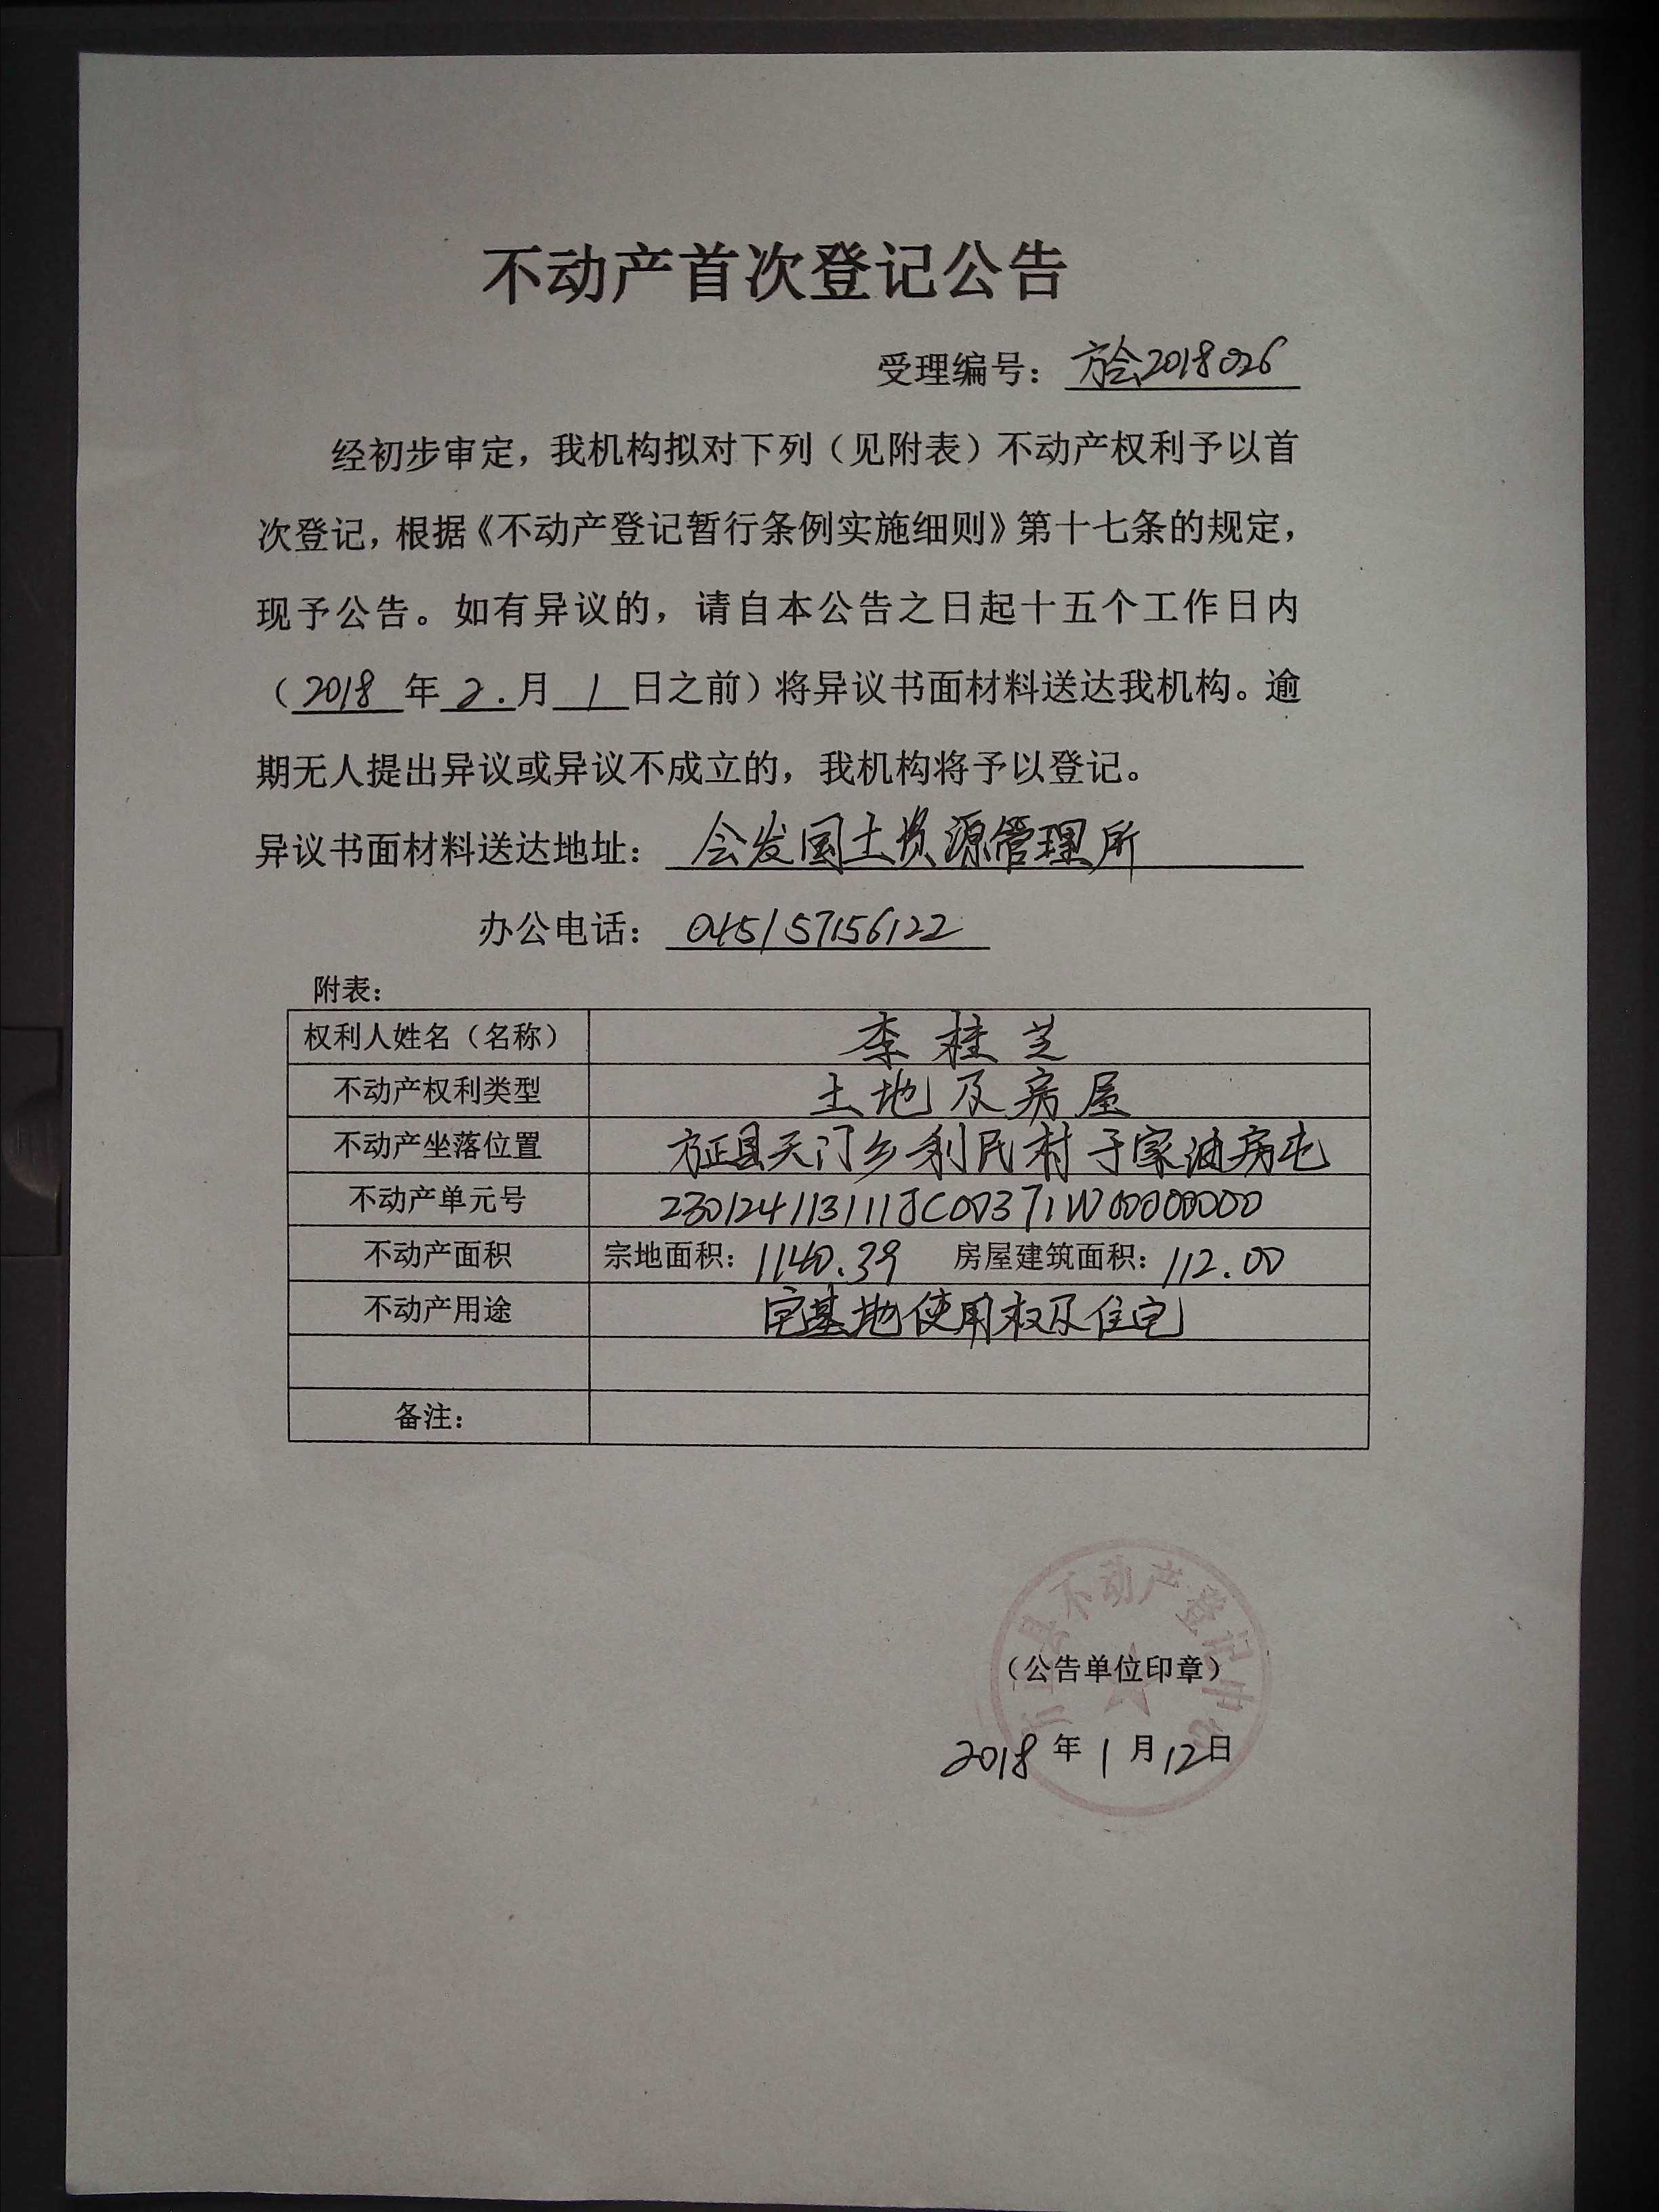 不动产首次登记公告
受理编号：方会2018026
经初步审定，我机构拟对下列（见附表）不动产权利予以首
次登记，根据《不动产登记暂行条例实施细则》第十七条的规定，
现予公告。如有异议的，请自本公告之日起十五个工作日内
（2018年2.月1日之前）将异议书面材料送达我机构。逾
期无人提出异议或异议不成立的，我机构将予以登记。
异议书面材料送达地址：会发国土资源管理所
办公电话：0451 57156122
附表：
权利人姓名（名称） 李桂芝
不动产权利类型 土地及房屋
不动产坐落位置 方正县天门乡利民村于家油房屯
不动产单元号 230124113111JC00371W00000000
不动产面积 宗地面积：1140.39 房屋建筑面积：112.00
不动产用途 宅基地使用权及住宅
备注：
方正县不动产登记中心
（公告单位印章）
2018年1月12日